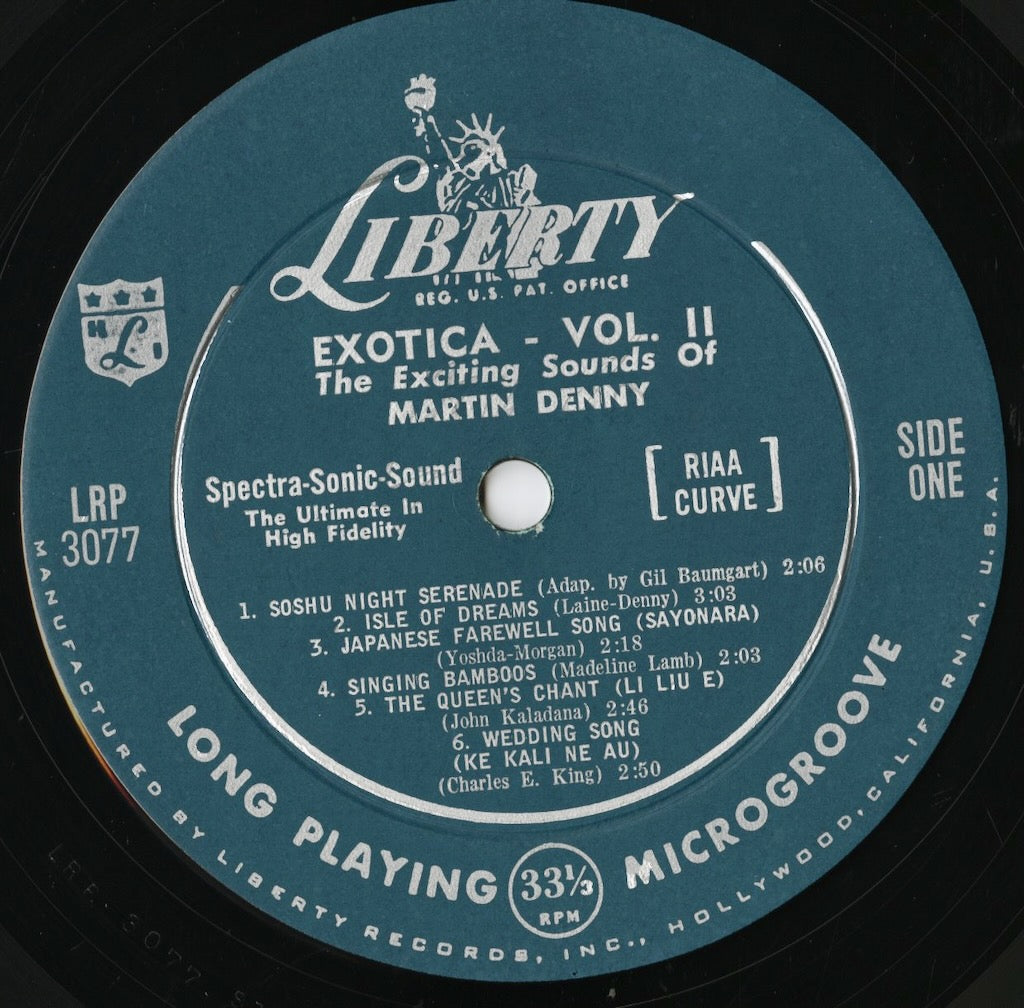 LIBERTY
REG. U.S. PAT. OFFICE
EXOTICA - VOL. II
The Exciting Sounds Of
MARTIN DENNY
H
L
Spectra-Sonic-Sound
The Ultimate In
High Fidelity
[RIAA
CURVE]
SIDE
ONE
LRP
3077
1. SOSHU NIGHT SERENADE (Adap. by Gil Baumgart) 2:06
2. ISLE OF DREAMS (Laine-Denny) 3:03
3. JAPANESE FAREWELL SONG (SAYONARA)
(Yoshda-Morgan) 2:18
4. SINGING BAMBOOS (Madeline Lamb) 2:03
5. THE QUEEN'S CHANT (LI LIU E)
(John Kaladana) 2:46
6. WEDDING SONG
(KE KALI NE AU)
(Charles E. King) 2:50
LONG PLAYING 33⅓ RPM MICROGROOVE
MANUFACTURED BY LIBERTY RECORDS, INC., HOLLYWOOD, CALIFORNIA, U.S.A.